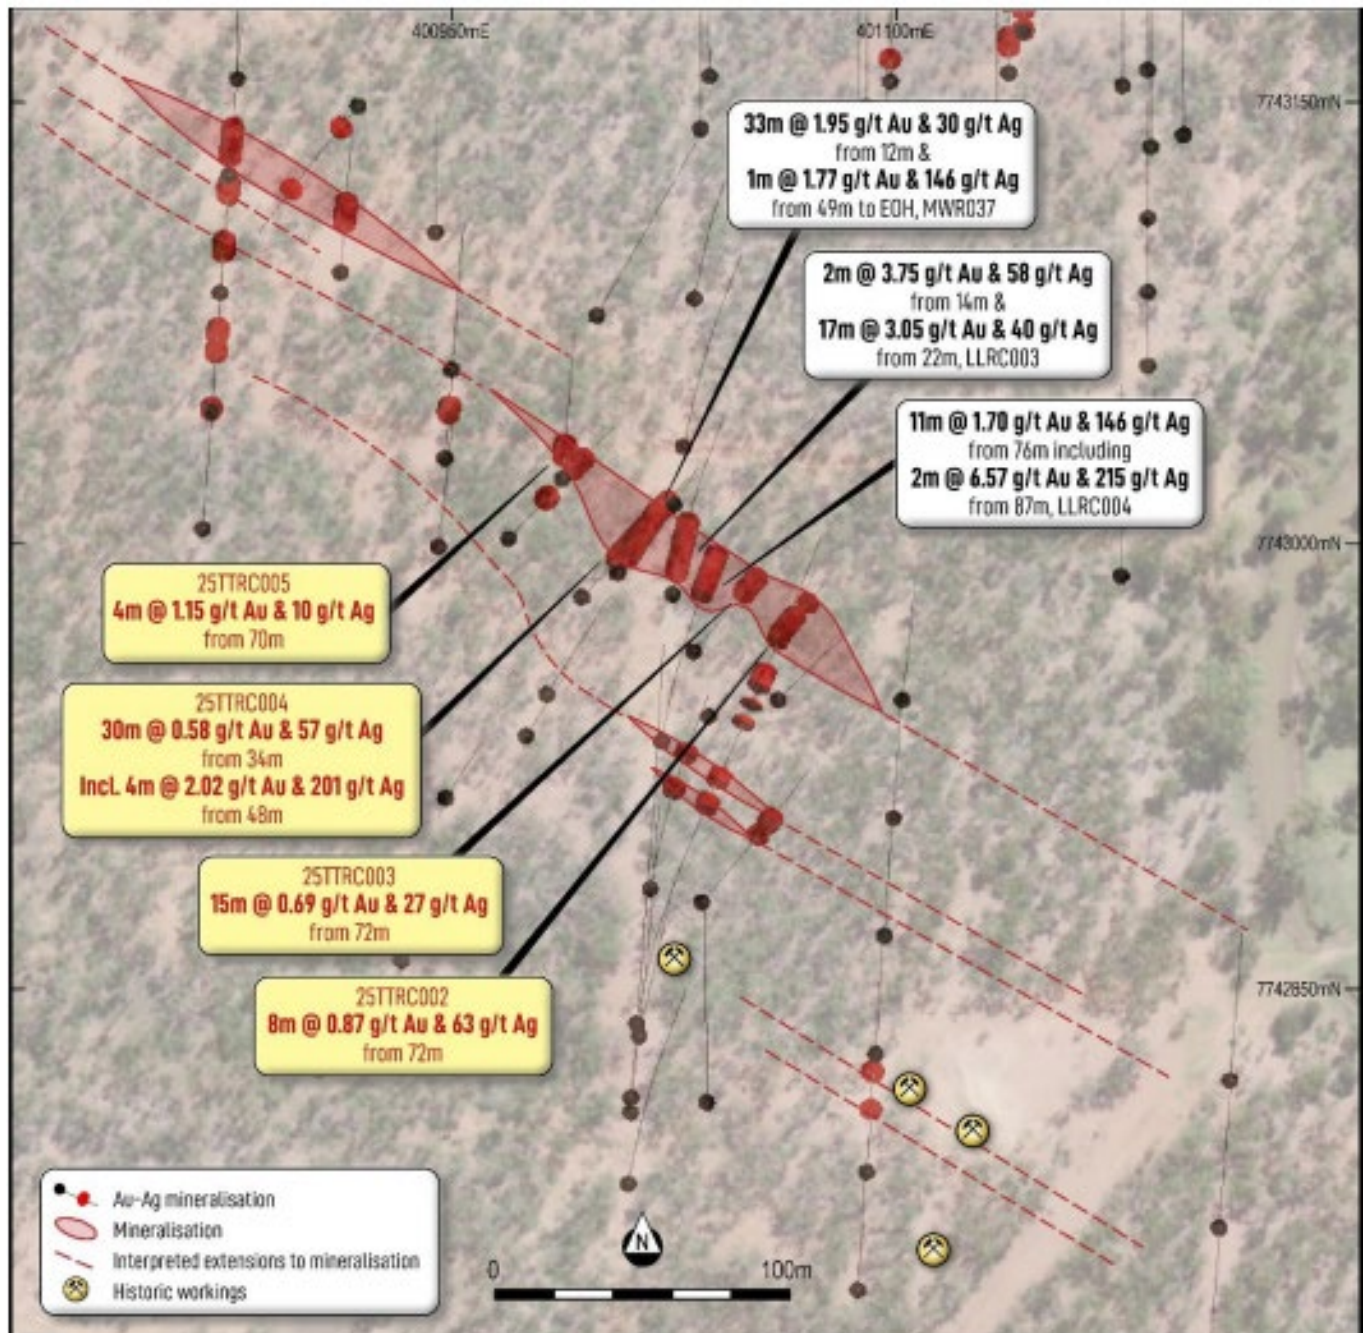 400950mE
401100mE
7743150mN
33m @ 1.95 g/t Au & 30 g/t Ag
from 12m &
1m @ 1.77 g/t Au & 146 g/t Ag
from 49m to EOH, MWR037
2m @ 3.75 g/t Au & 58 g/t Ag
from 14m &
17m @ 3.05 g/t Au & 40 g/t Ag
from 22m, LLRC003
11m @ 1.70 g/t Au & 146 g/t Ag
from 76m including
2m @ 6.57 g/t Au & 215 g/t Ag
from 87m, LLRC004
7743000mN
25TTRC005
4m @ 1.15 g/t Au & 10 g/t Ag
from 70m
25TTRC004
30m @ 0.58 g/t Au & 57 g/t Ag
from 34m
Incl. 4m @ 2.02 g/t Au & 201 g/t Ag
from 48m
25TTRC003
15m @ 0.69 g/t Au & 27 g/t Ag
from 72m
25TTRC002
8m @ 0.87 g/t Au & 63 g/t Ag
from 72m
7742850mN
Au-Ag mineralisation
Mineralisation
Interpreted extensions to mineralisation
Historic workings
N
0 100m